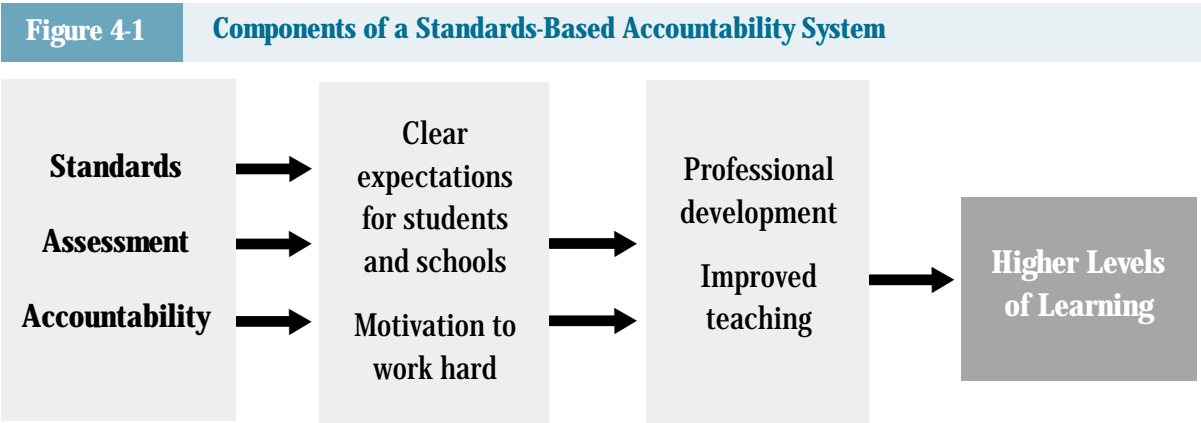 Figure 4-1
Components of a Standards-Based Accountability System
Standards
Assessment
Accountability
Clear
expectations
for students
and schools
Motivation to
work hard
Professional
development
Improved
teaching
Higher Levels
of Learning